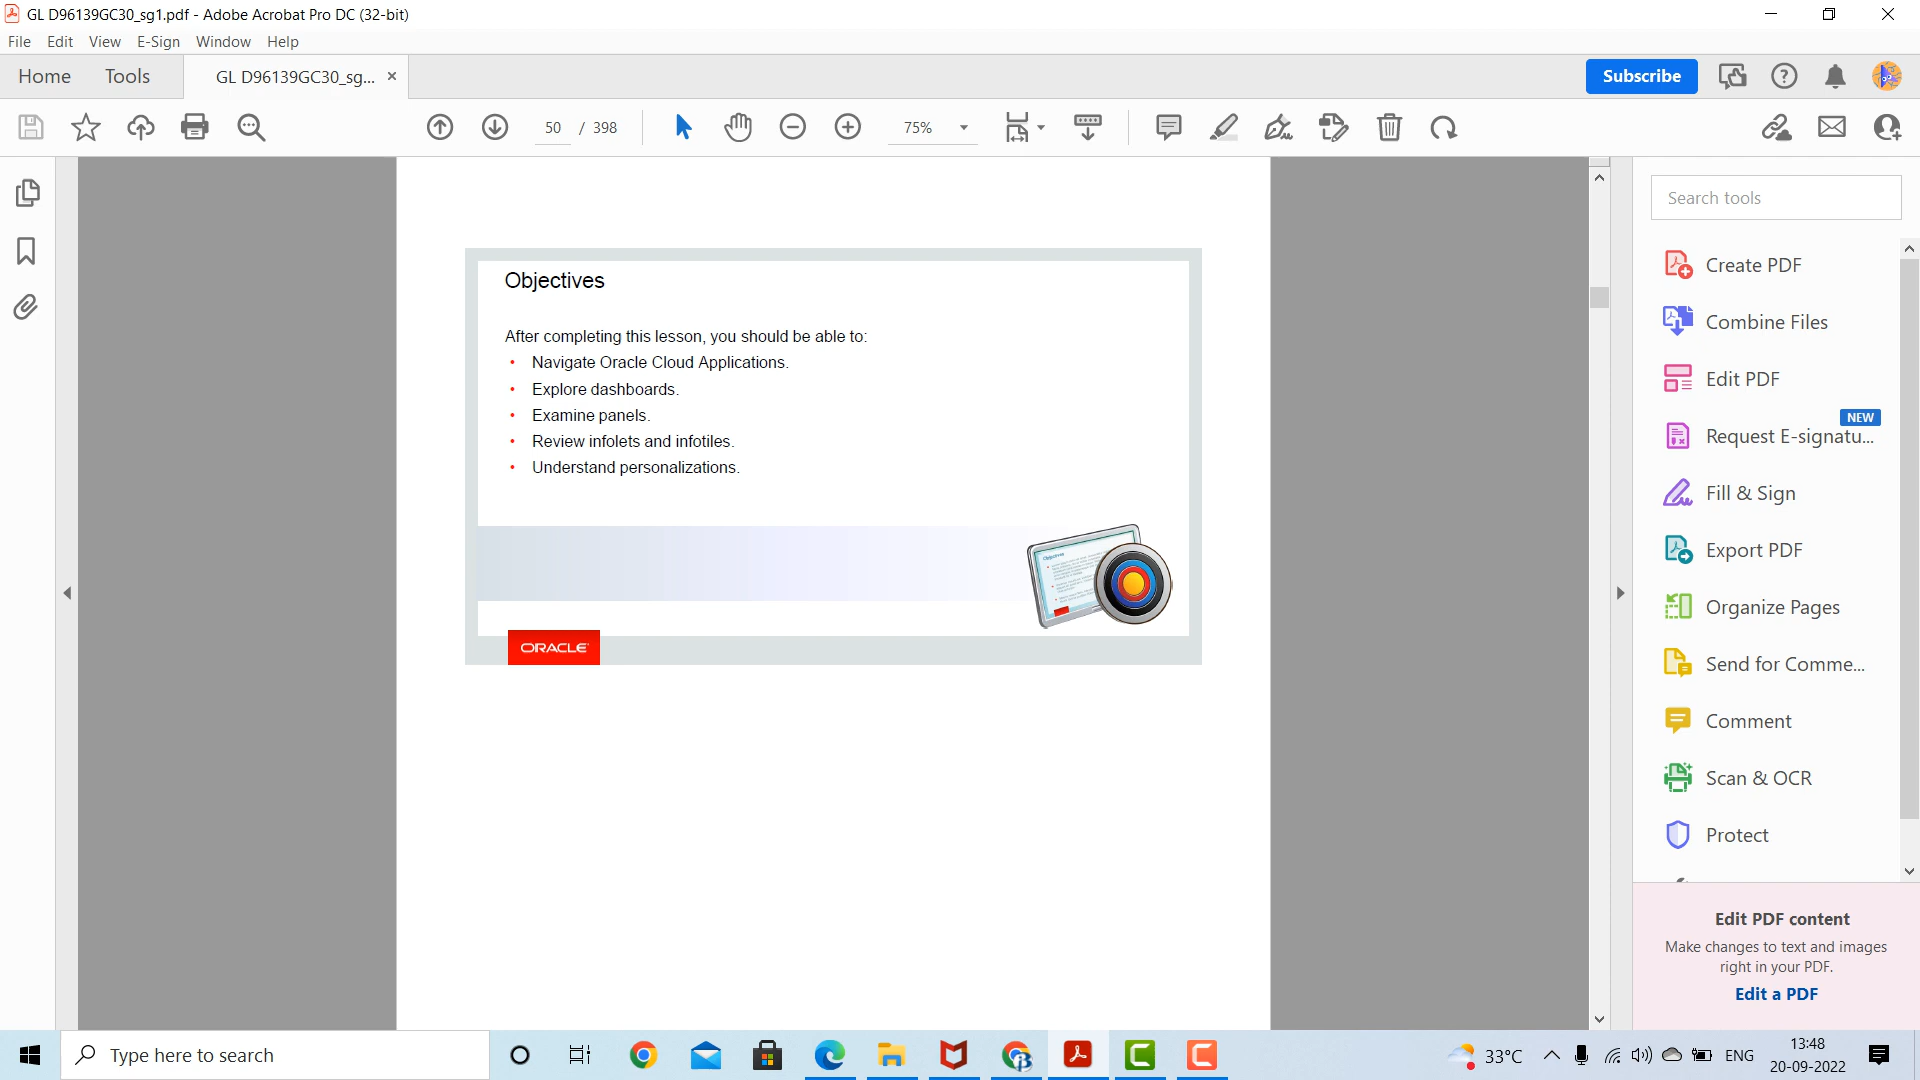 GL D96139GC30_sg1.pdf - Adobe Acrobat Pro DC (32-bit)
File Edit View E-Sign Window Help
Home Tools GL D96139GC30_sg... × Subscribe
50 / 398 75%
Search tools
Create PDF
Combine Files
Edit PDF
NEW
Request E-signatu...
Fill & Sign
Export PDF
Organize Pages
Send for Comme...
Comment
Scan & OCR
Protect
Edit PDF content
Make changes to text and images
right in your PDF.
Edit a PDF
Objectives
After completing this lesson, you should be able to:
• Navigate Oracle Cloud Applications.
• Explore dashboards.
• Examine panels.
• Review infolets and infotiles.
• Understand personalizations.
Objectives
ORACLE
Type here to search
33°C ENG
13:48
20-09-2022